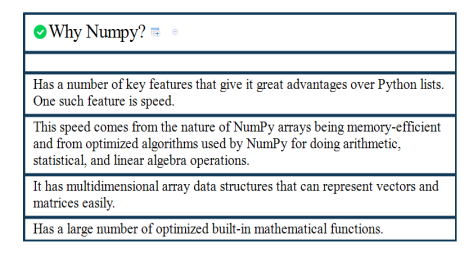 Why Numpy?
Has a number of key features that give it great advantages over Python lists.
One such feature is speed.
This speed comes from the nature of NumPy arrays being memory-efficient
and from optimized algorithms used by NumPy for doing arithmetic,
statistical, and linear algebra operations.
It has multidimensional array data structures that can represent vectors and
matrices easily.
Has a large number of optimized built-in mathematical functions.